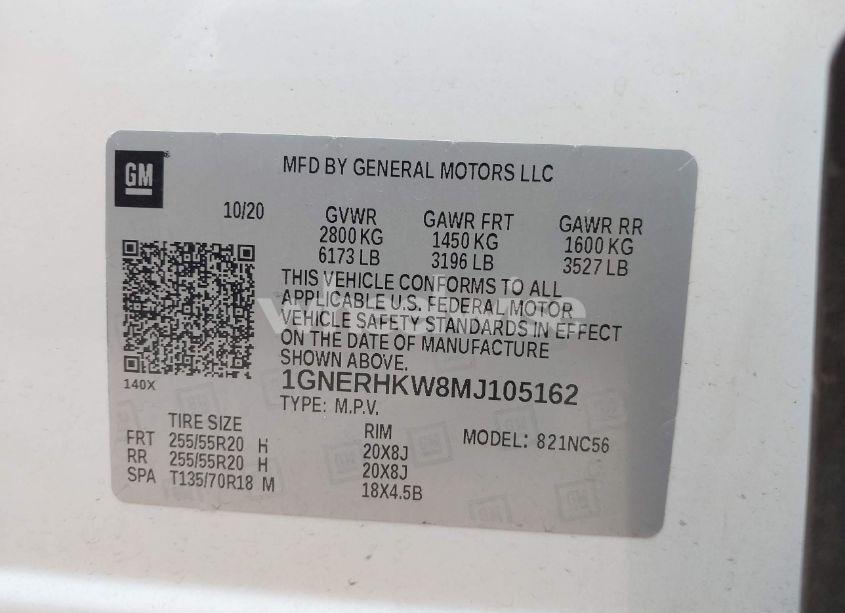 GM
MFD BY GENERAL MOTORS LLC
10/20 GVWR GAWR FRT GAWR RR
2800 KG 1450 KG 1600 KG
6173 LB 3196 LB 3527 LB
THIS VEHICLE CONFORMS TO ALL
APPLICABLE U.S. FEDERAL MOTOR
VEHICLE SAFETY STANDARDS IN EFFECT
ON THE DATE OF MANUFACTURE
SHOWN ABOVE.
140X
1GNERHKW8MJ105162
TYPE: M.P.V.
TIRE SIZE RIM MODEL: 821NC56
FRT 255/55R20 H 20X8J
RR 255/55R20 H 20X8J
SPA T135/70R18 M 18X4.5B